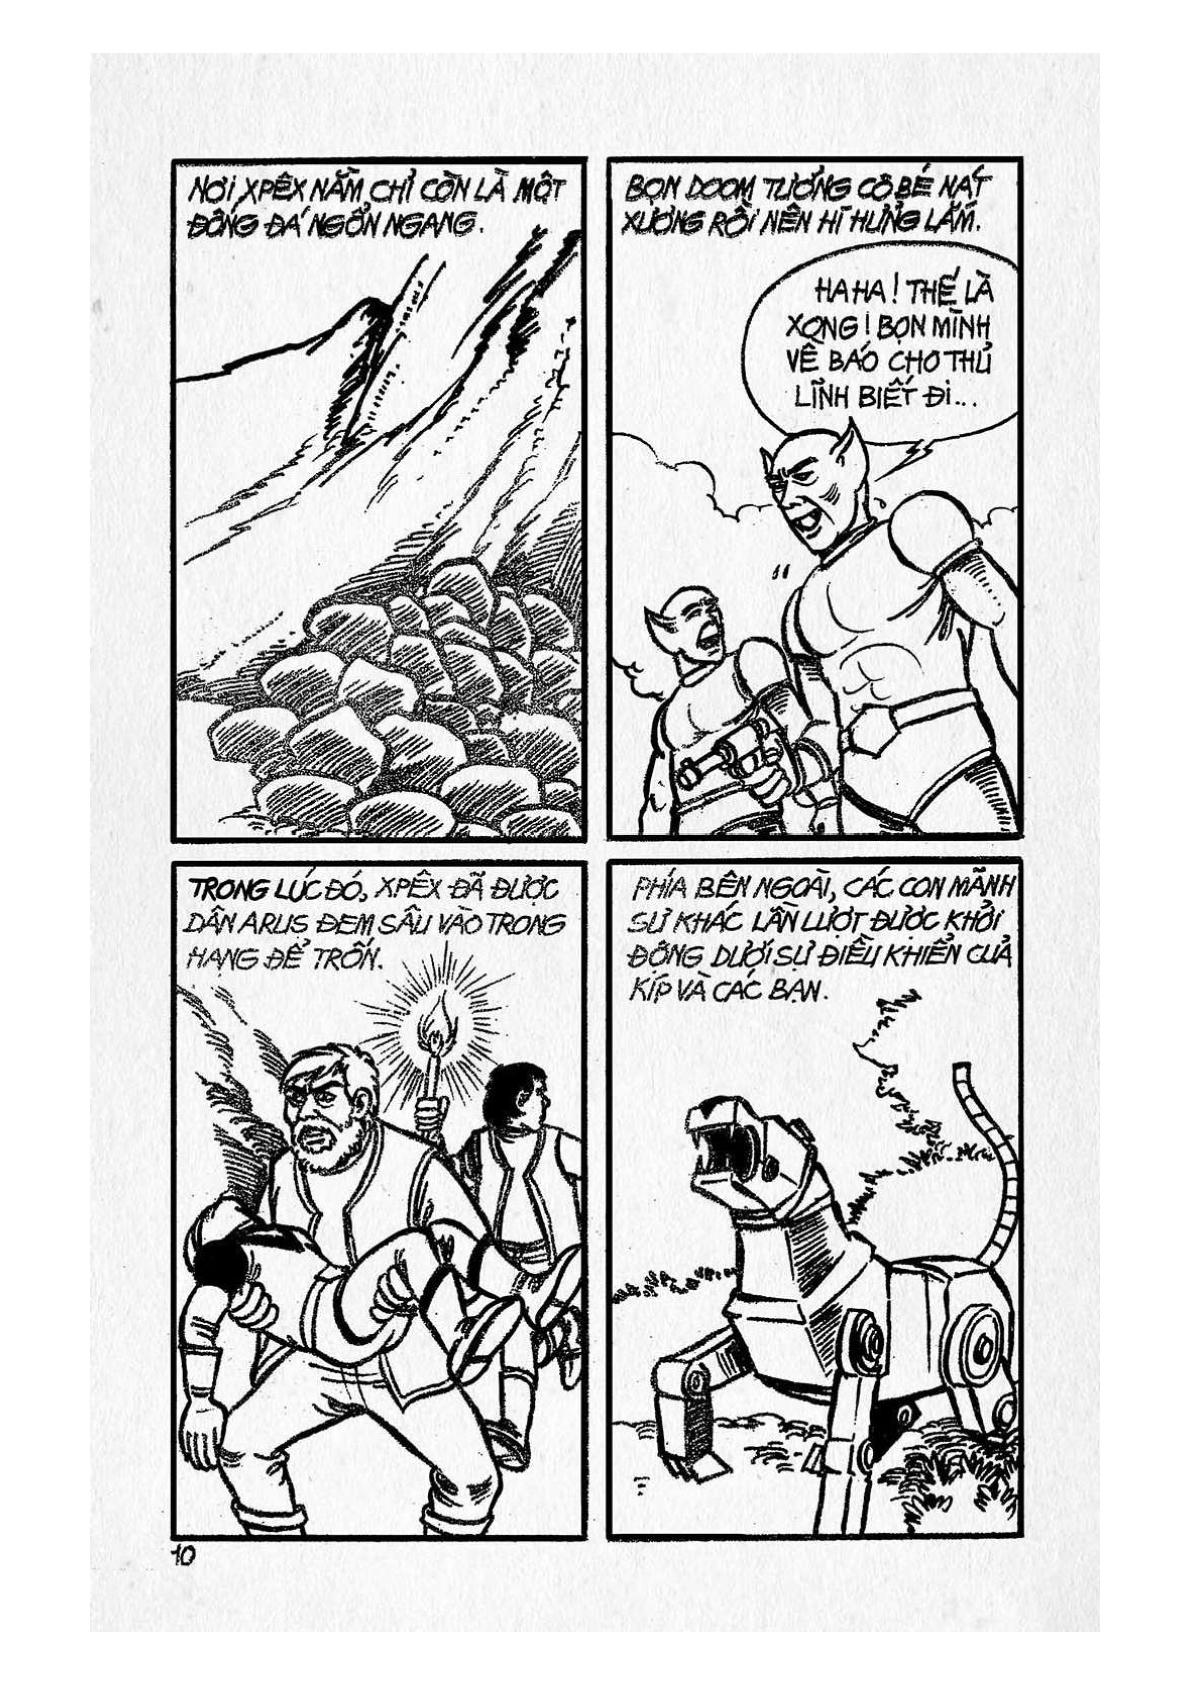 NƠI XPÊX NẰM CHỈ CÒN LÀ MỘT
ĐỐNG ĐÁ NGỔN NGANG.
BỌN DOOM TƯỞNG CÔ BÉ NÁT
XƯƠNG RỒI NÊN HÍ HỬNG LẮM.
HAHA! THẾ LÀ
XONG! BỌN MÌNH
VỀ BÁO CHO THỦ
LĨNH BIẾT ĐI...
TRONG LÚC ĐÓ, XPÊX ĐÃ ĐƯỢC
DÂN ARUS ĐEM SÂU VÀO TRONG
HANG ĐỂ TRỐN.
PHÍA BÊN NGOÀI, CÁC CON MÃNH
SƯ KHÁC LẦN LƯỢT ĐƯỢC KHỞI
ĐỘNG DƯỚI SỰ ĐIỀU KHIỂN CUẢ
KÍP VÀ CÁC BẠN.
10